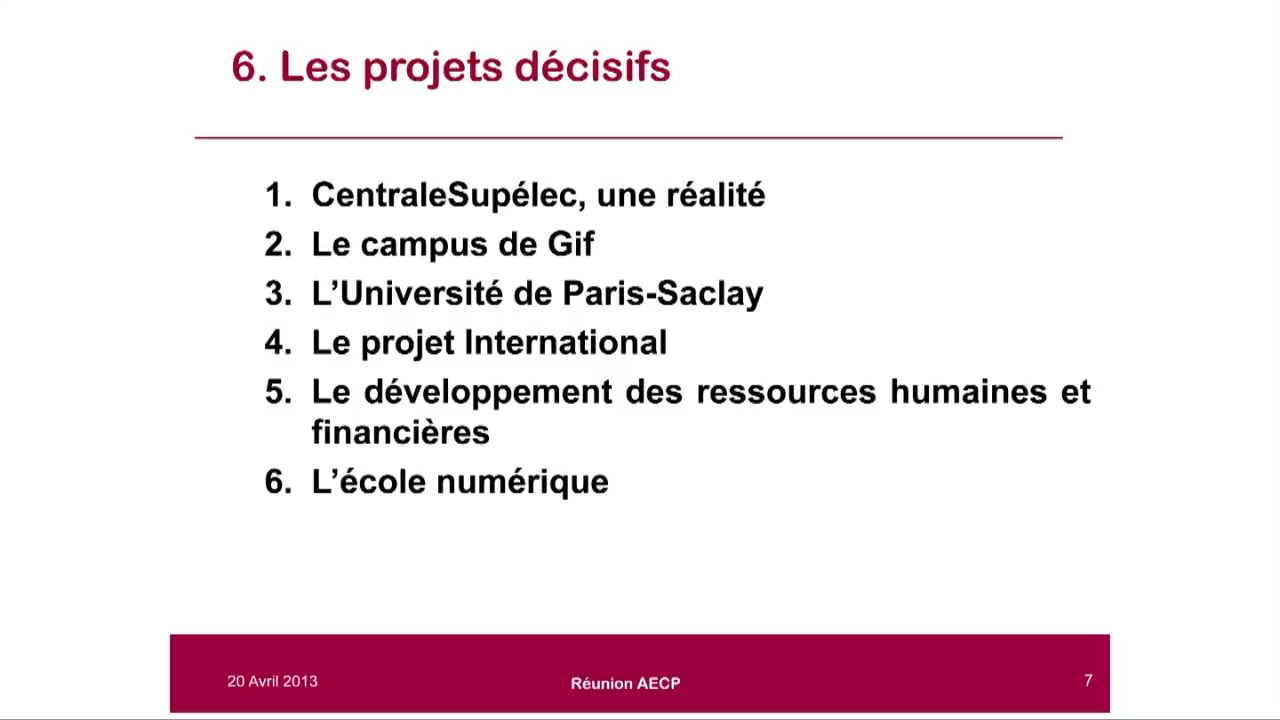 6. Les projets décisifs
1. CentraleSupélec, une réalité
2. Le campus de Gif
3. L’Université de Paris-Saclay
4. Le projet International
5. Le développement des ressources humaines et
financières
6. L’école numérique
20 Avril 2013
Réunion AECP
7